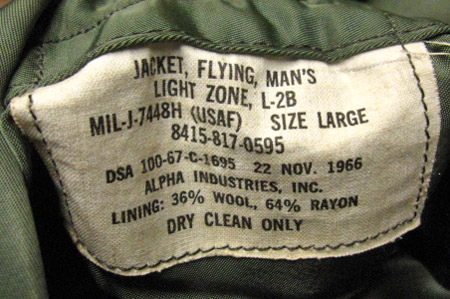 JACKET, FLYING, MAN'S
LIGHT ZONE, L-2B
MIL-J-7448H (USAF) SIZE LARGE
8415-817-0595
DSA 100-67-C-1695 22 NOV. 1966
ALPHA INDUSTRIES, INC.
LINING: 36% WOOL, 64% RAYON
DRY CLEAN ONLY